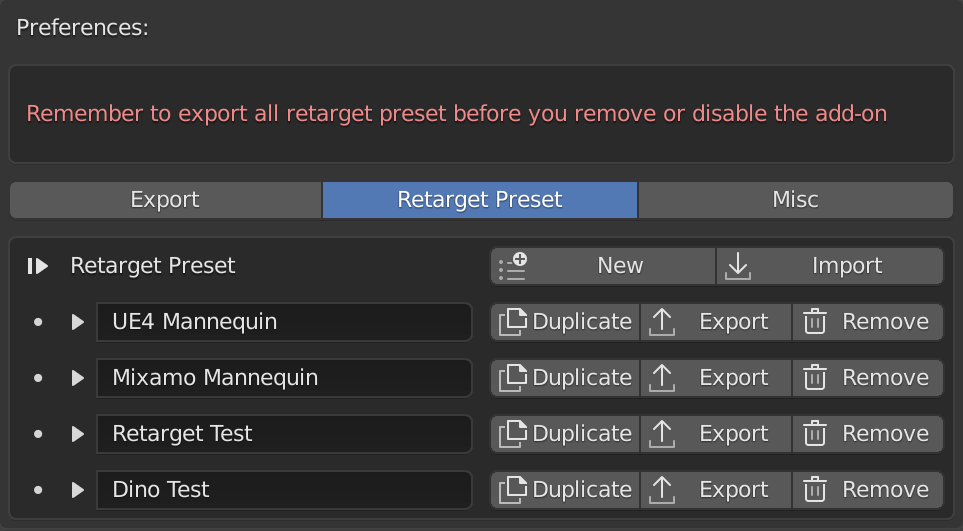 Preferences:
Remember to export all retarget preset before you remove or disable the add-on
Export Retarget Preset Misc
Retarget Preset New Import
UE4 Mannequin Duplicate Export Remove
Mixamo Mannequin Duplicate Export Remove
Retarget Test Duplicate Export Remove
Dino Test Duplicate Export Remove